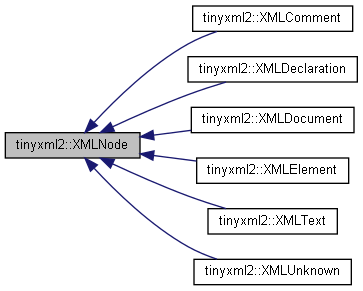 tinyxml2::XMLComment
tinyxml2::XMLDeclaration
tinyxml2::XMLDocument
tinyxml2::XMLNode
tinyxml2::XMLElement
tinyxml2::XMLText
tinyxml2::XMLUnknown